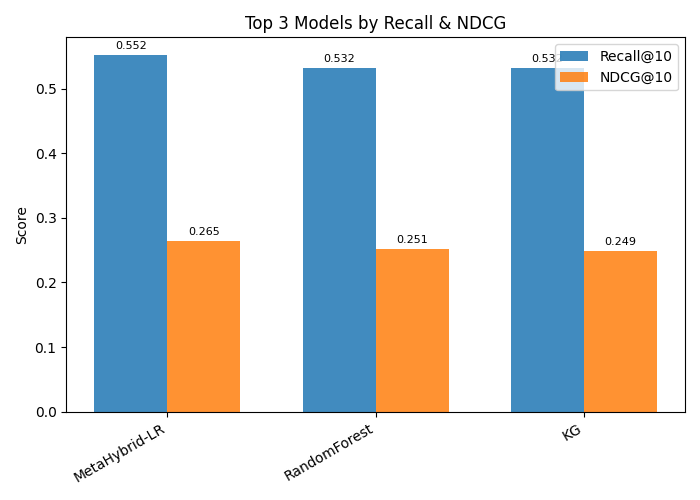 Top 3 Models by Recall & NDCG
Recall@10
NDCG@10
0.552
0.265
0.532
0.251
0.249
Score
0.5
0.4
0.3
0.2
0.1
0.0
MetaHybrid-LR
RandomForest
KG